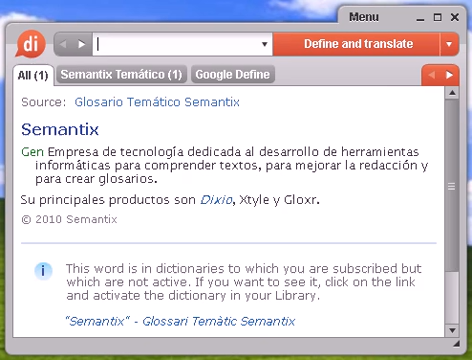 Menu
di
Define and translate
All (1)
Semantix Temático (1)
Google Define
Source: Glosario Temático Semantix
Semantix
Gen Empresa de tecnología dedicada al desarrollo de herramientas
informáticas para comprender textos, para mejorar la redacción y
para crear glosarios.
Su principales productos son Dixio, Xtyle y Gloxr.
© 2010 Semantix
i
This word is in dictionaries to which you are subscribed but
which are not active. If you want to see it, click on the link
and activate the dictionary in your Library.
"Semantix" - Glossari Temàtic Semantix